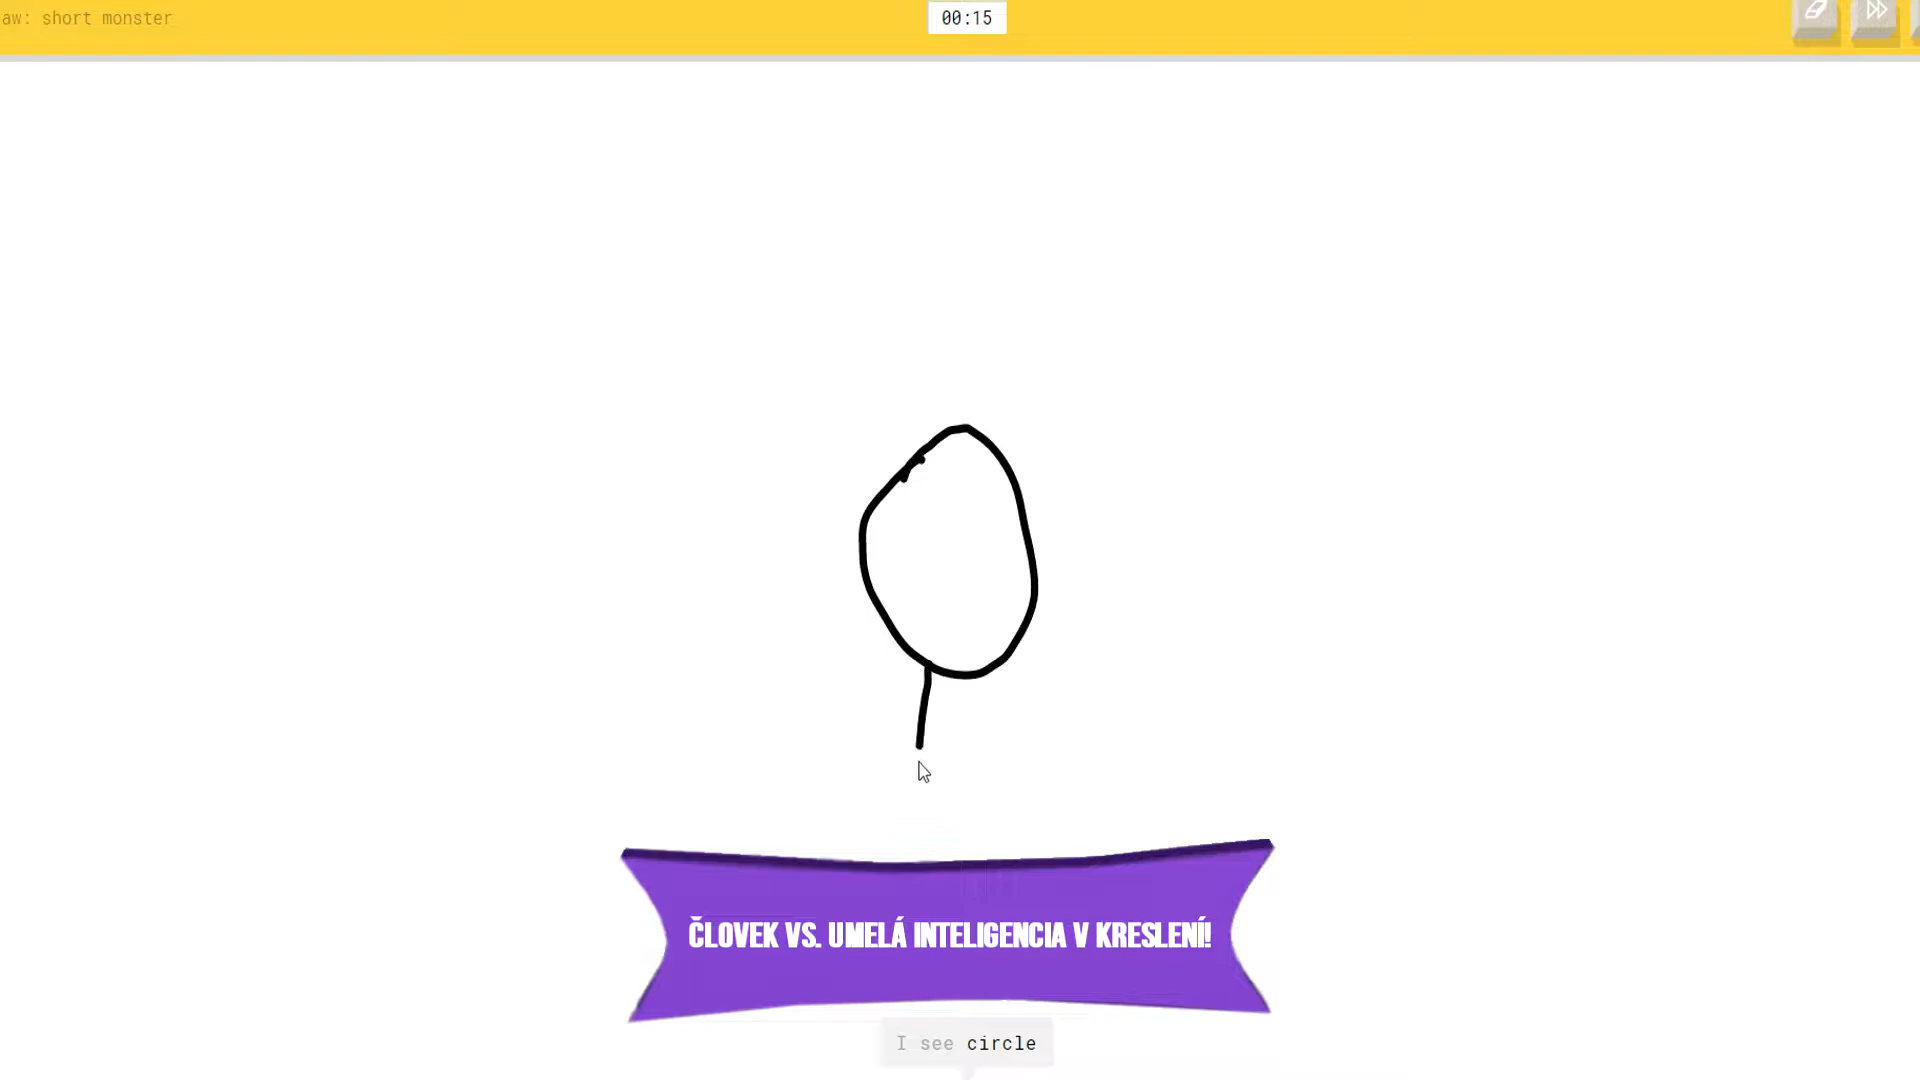 aw: short monster
00:15
ČLOVEK VS. UMELÁ INTELIGENCIA V KRESLENÍ!
I see circle